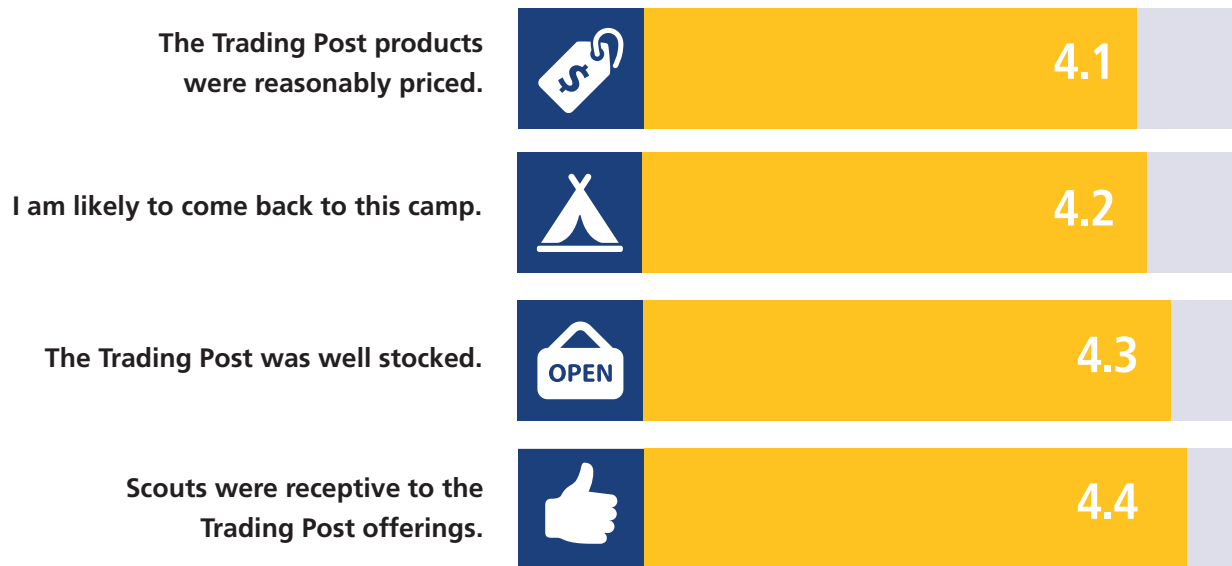 The Trading Post products
were reasonably priced.
$
4.1
I am likely to come back to this camp.
4.2
The Trading Post was well stocked.
OPEN
4.3
Scouts were receptive to the
Trading Post offerings.
4.4